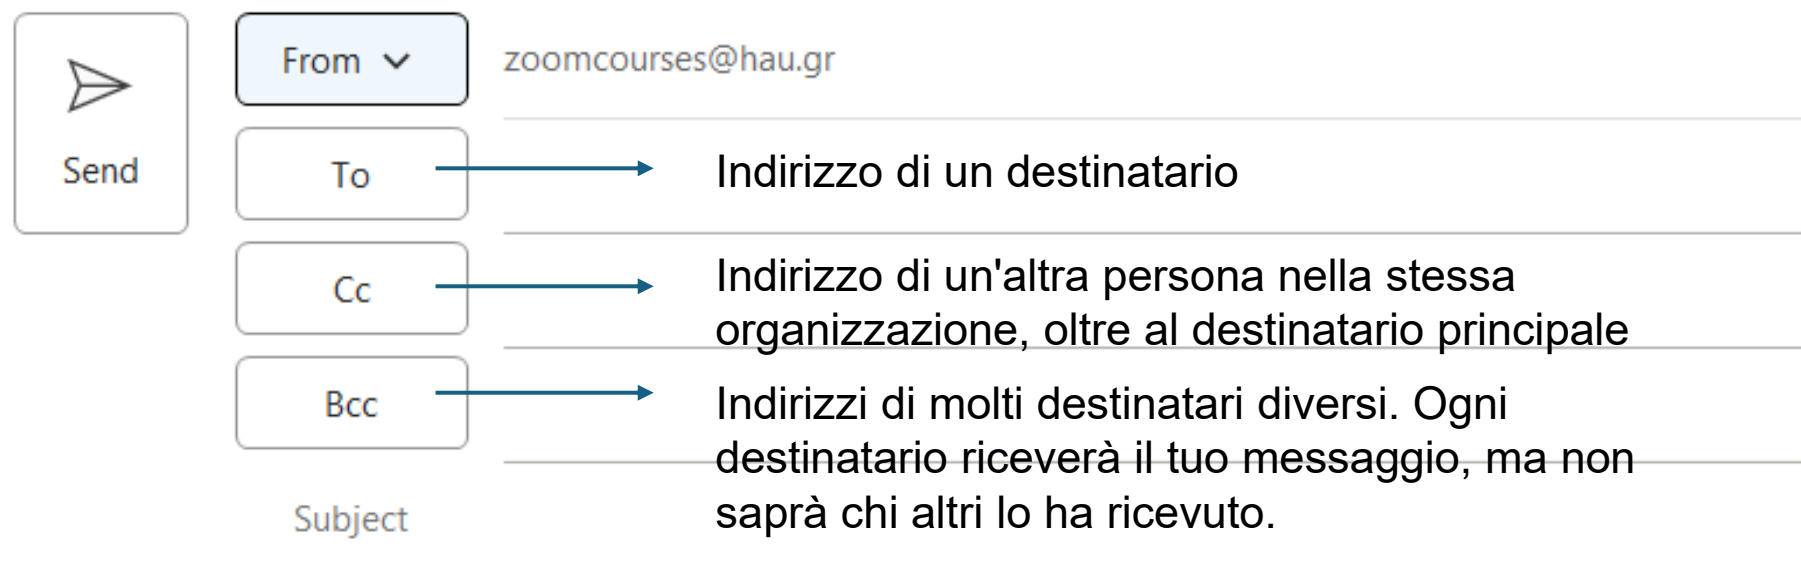 From
zoomcourses@hau.gr
Send
To
Indirizzo di un destinatario
Cc
Indirizzo di un'altra persona nella stessa
organizzazione, oltre al destinatario principale
Bcc
Indirizzi di molti destinatari diversi. Ogni
destinatario riceverà il tuo messaggio, ma non
saprà chi altri lo ha ricevuto.
Subject